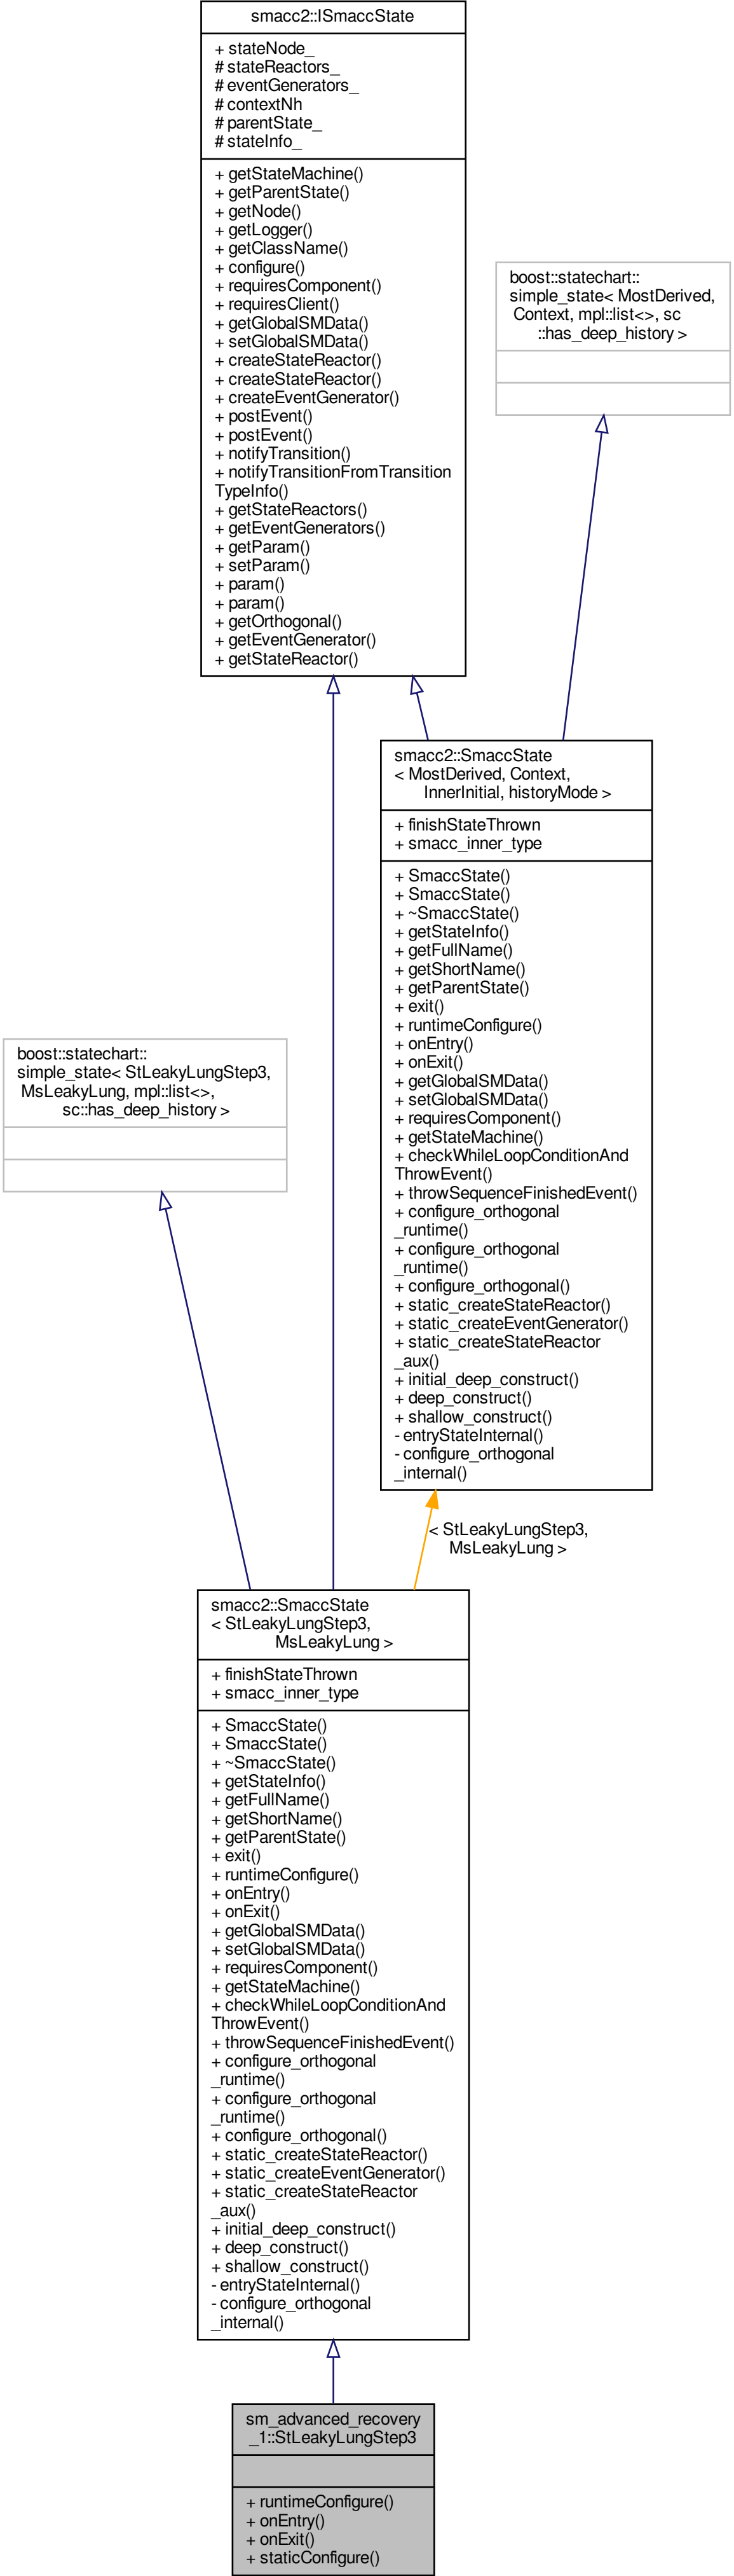 smacc2::ISmaccState
+ stateNode_
# stateReactors_
# eventGenerators_
# contextNh
# parentState_
# stateInfo_
+ getStateMachine()
+ getParentState()
+ getNode()
+ getLogger()
+ getClassName()
+ configure()
+ requiresComponent()
+ requiresClient()
+ getGlobalSMData()
+ setGlobalSMData()
+ createStateReactor()
+ createStateReactor()
+ createEventGenerator()
+ postEvent()
+ postEvent()
+ notifyTransition()
+ notifyTransitionFromTransition
TypeInfo()
+ getStateReactors()
+ getEventGenerators()
+ getParam()
+ setParam()
+ param()
+ param()
+ getOrthogonal()
+ getEventGenerator()
+ getStateReactor()
boost::statechart::
simple_state< MostDerived,
Context, mpl::list<>, sc
::has_deep_history >
smacc2::SmaccState
< MostDerived, Context,
InnerInitial, historyMode >
+ finishStateThrown
+ smacc_inner_type
+ SmaccState()
+ SmaccState()
+ ~SmaccState()
+ getStateInfo()
+ getFullName()
+ getShortName()
+ getParentState()
+ exit()
+ runtimeConfigure()
+ onEntry()
+ onExit()
+ getGlobalSMData()
+ setGlobalSMData()
+ requiresComponent()
+ getStateMachine()
+ checkWhileLoopConditionAnd
ThrowEvent()
+ throwSequenceFinishedEvent()
+ configure_orthogonal
_runtime()
+ configure_orthogonal
_runtime()
+ configure_orthogonal()
+ static_createStateReactor()
+ static_createEventGenerator()
+ static_createStateReactor
_aux()
+ initial_deep_construct()
+ deep_construct()
+ shallow_construct()
- entryStateInternal()
- configure_orthogonal
_internal()
boost::statechart::
simple_state< StLeakyLungStep3,
MsLeakyLung, mpl::list<>,
sc::has_deep_history >
< StLeakyLungStep3,
MsLeakyLung >
smacc2::SmaccState
< StLeakyLungStep3,
MsLeakyLung >
+ finishStateThrown
+ smacc_inner_type
+ SmaccState()
+ SmaccState()
+ ~SmaccState()
+ getStateInfo()
+ getFullName()
+ getShortName()
+ getParentState()
+ exit()
+ runtimeConfigure()
+ onEntry()
+ onExit()
+ getGlobalSMData()
+ setGlobalSMData()
+ requiresComponent()
+ getStateMachine()
+ checkWhileLoopConditionAnd
ThrowEvent()
+ throwSequenceFinishedEvent()
+ configure_orthogonal
_runtime()
+ configure_orthogonal
_runtime()
+ configure_orthogonal()
+ static_createStateReactor()
+ static_createEventGenerator()
+ static_createStateReactor
_aux()
+ initial_deep_construct()
+ deep_construct()
+ shallow_construct()
- entryStateInternal()
- configure_orthogonal
_internal()
sm_advanced_recovery
_1::StLeakyLungStep3
+ runtimeConfigure()
+ onEntry()
+ onExit()
+ staticConfigure()